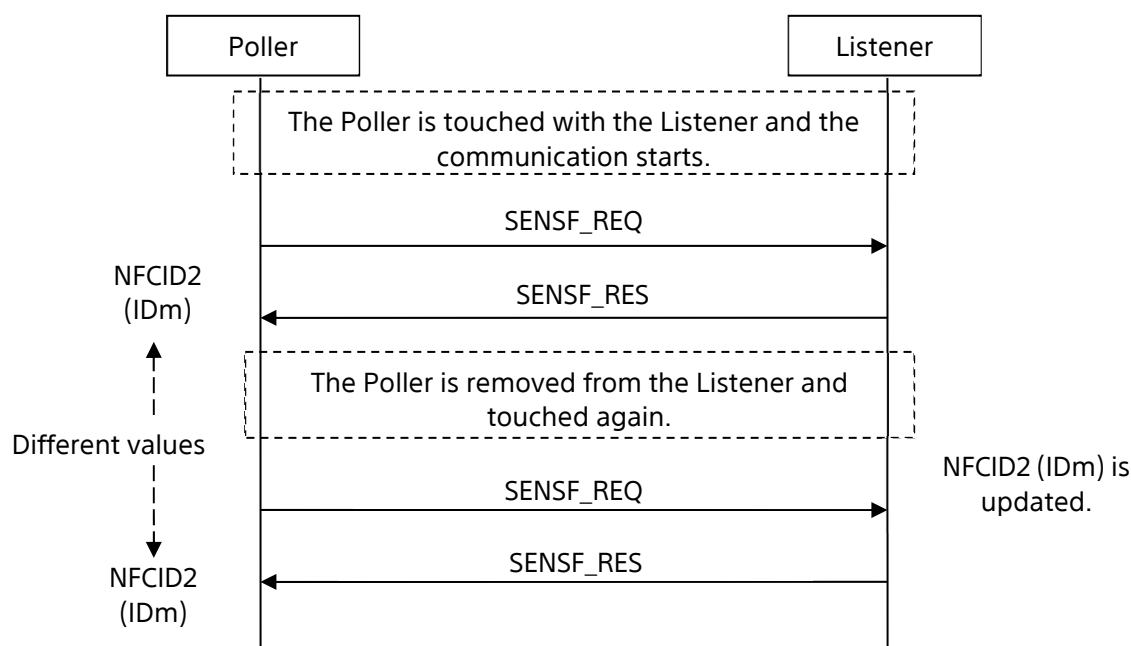 Poller
Listener
The Poller is touched with the Listener and the
communication starts.
SENSF_REQ
NFCID2
(IDm)
SENSF_RES
The Poller is removed from the Listener and
touched again.
Different values
NFCID2 (IDm) is
updated.
SENSF_REQ
SENSF_RES
NFCID2
(IDm)